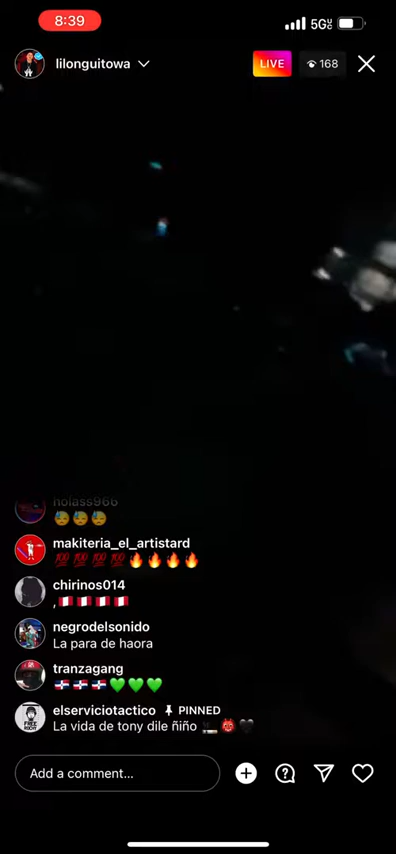 8:39
5G
lilonguitowa
LIVE
168
nolass966
😓😓😓
makiteria_el_artistard
💯💯💯💯🔥🔥🔥🔥
chirinos014
,🇵🇪🇵🇪🇵🇪🇵🇪
negrodelsonido
La para de haora
tranzagang
🇩🇴🇩🇴🇩🇴💚💚💚
elserviciotactico PINNED
La vida de tony dile ñiño 🚬👹🖤
Add a comment...